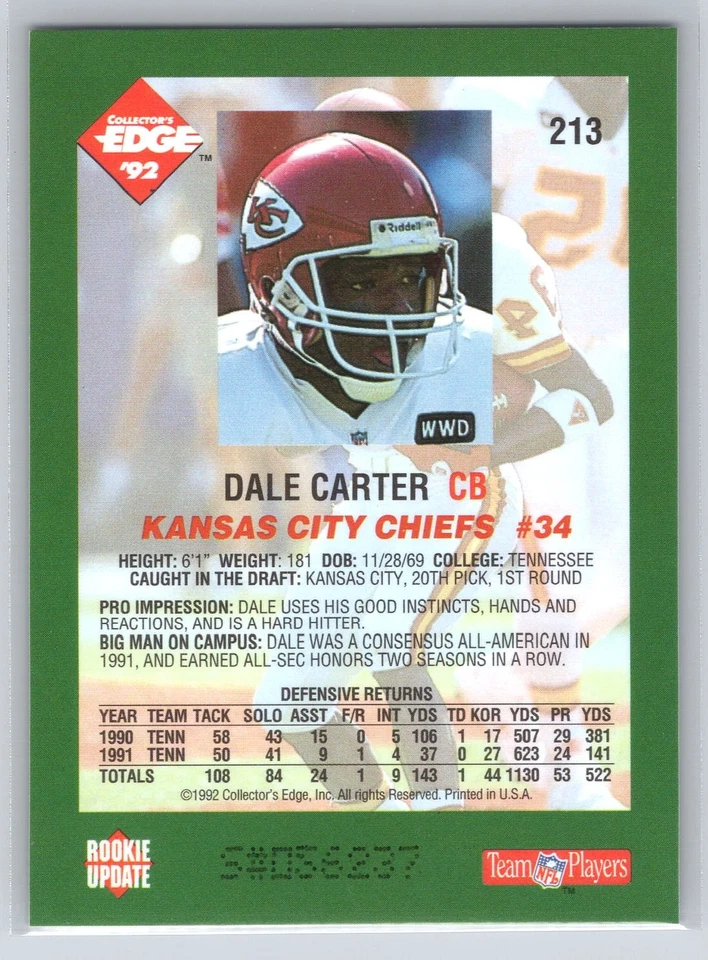 COLLECTOR'S
EDGE
'92
TM
213
KC
Riddell
WWD
NFL
DALE CARTER CB
KANSAS CITY CHIEFS #34
HEIGHT: 6'1" WEIGHT: 181 DOB: 11/28/69 COLLEGE: TENNESSEE
CAUGHT IN THE DRAFT: KANSAS CITY, 20TH PICK, 1ST ROUND
PRO IMPRESSION: DALE USES HIS GOOD INSTINCTS, HANDS AND
REACTIONS, AND IS A HARD HITTER.
BIG MAN ON CAMPUS: DALE WAS A CONSENSUS ALL-AMERICAN IN
1991, AND EARNED ALL-SEC HONORS TWO SEASONS IN A ROW.
DEFENSIVE RETURNS
YEAR TEAM TACK SOLO ASST F/R INT YDS TD KOR YDS PR YDS
1990 TENN 58 43 15 0 5 106 1 17 507 29 381
1991 TENN 50 41 9 1 4 37 0 27 623 24 141
TOTALS 108 84 24 1 9 143 1 44 1130 53 522
©1992 Collector's Edge, Inc. All rights Reserved. Printed in U.S.A.
ROOKIE
UPDATE
Team NFL Players
TM